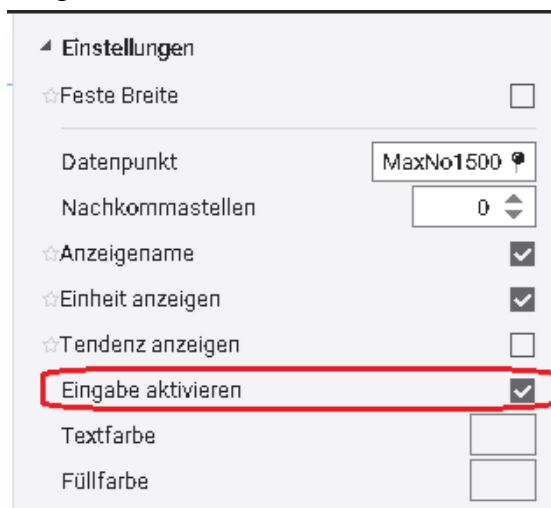 Einstellungen
Feste Breite
Datenpunkt MaxNo1500
Nachkommastellen 0
Anzeigename
Einheit anzeigen
Tendenz anzeigen
Eingabe aktivieren
Textfarbe
Füllfarbe